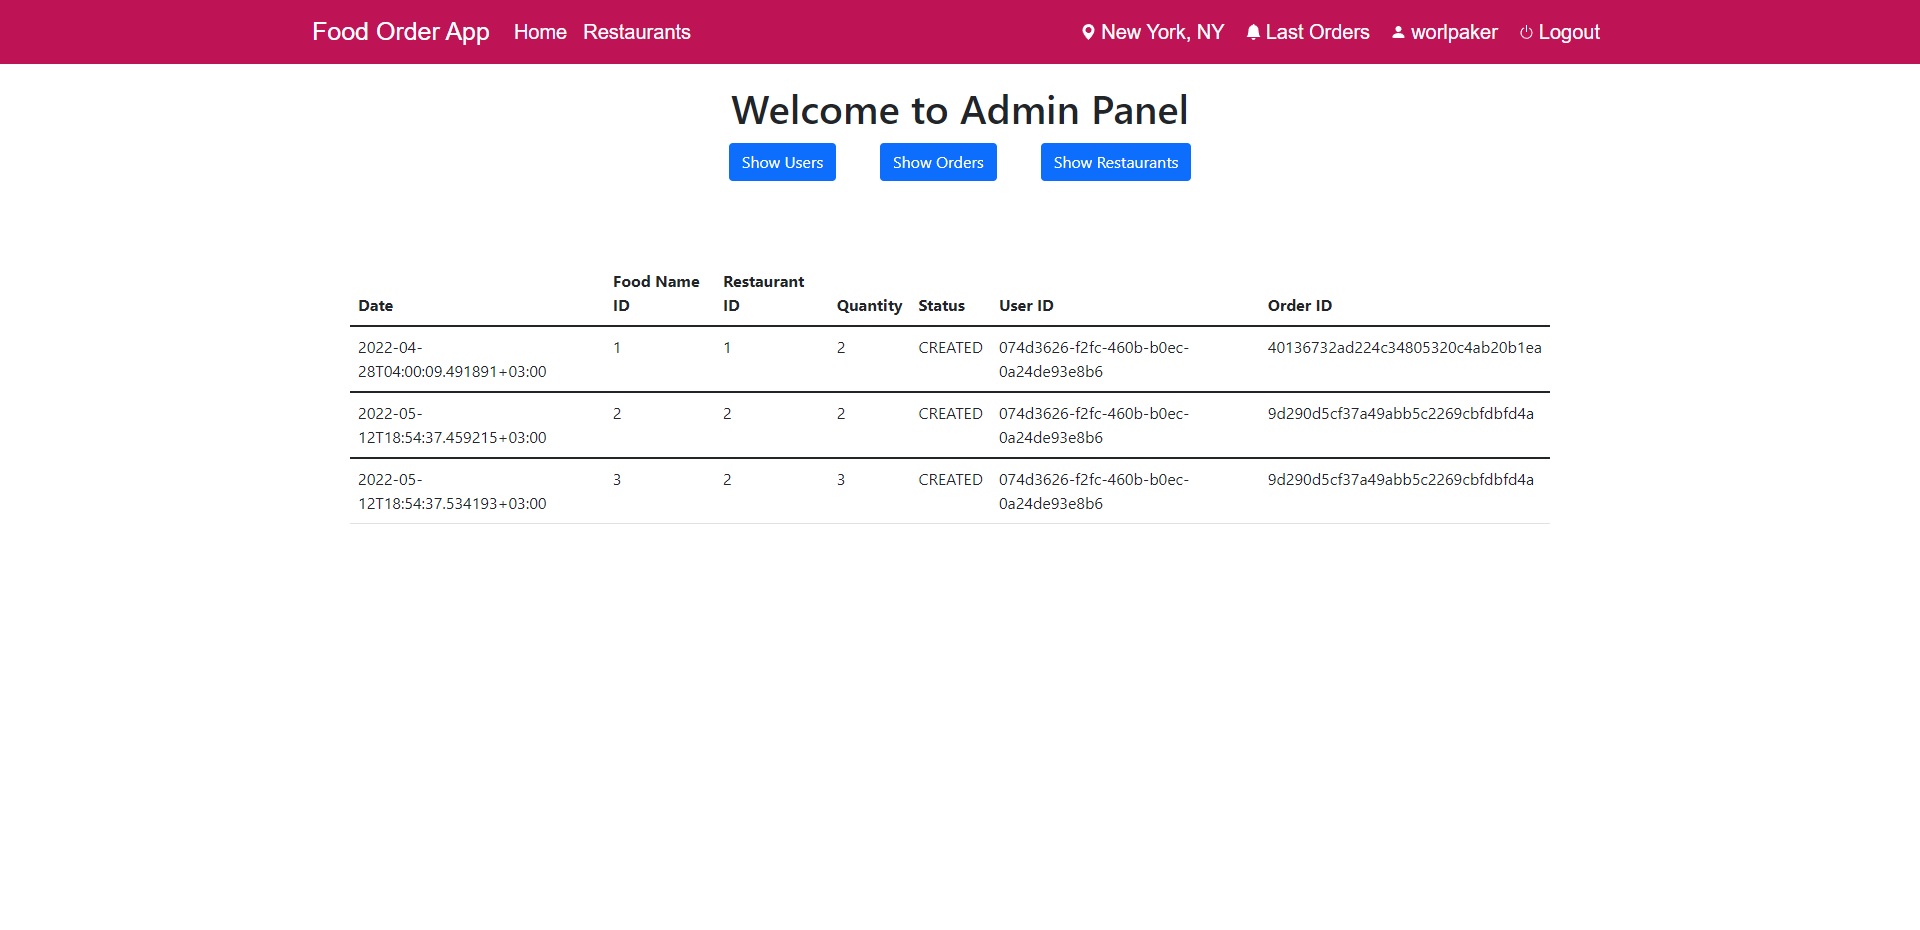 Food Order App Home Restaurants New York, NY Last Orders worlpaker Logout
Welcome to Admin Panel
Show Users Show Orders Show Restaurants
Date Food Name ID Restaurant ID Quantity Status User ID Order ID
2022-04-28T04:00:09.491891+03:00 1 1 2 CREATED 074d3626-f2fc-460b-b0ec-0a24de93e8b6 40136732ad224c34805320c4ab20b1ea
2022-05-12T18:54:37.459215+03:00 2 2 2 CREATED 074d3626-f2fc-460b-b0ec-0a24de93e8b6 9d290d5cf37a49abb5c2269cbfdbfd4a
2022-05-12T18:54:37.534193+03:00 3 2 3 CREATED 074d3626-f2fc-460b-b0ec-0a24de93e8b6 9d290d5cf37a49abb5c2269cbfdbfd4a